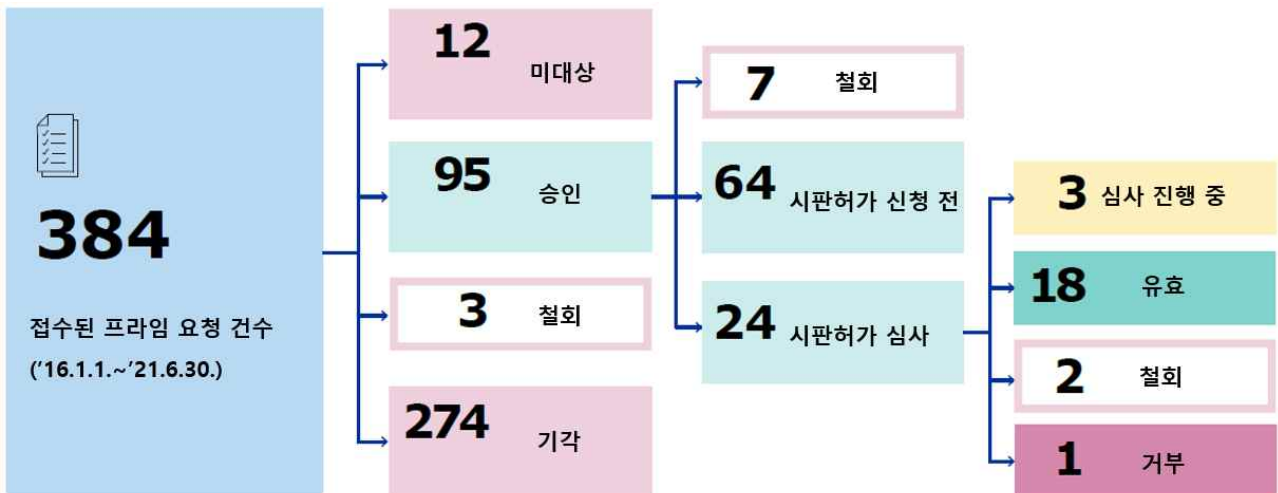 384
접수된 프라임 요청 건수
('16.1.1.~'21.6.30.)
12 미대상
95 승인
3 철회
274 기각
7 철회
64 시판허가 신청 전
24 시판허가 심사
3 심사 진행 중
18 유효
2 철회
1 거부